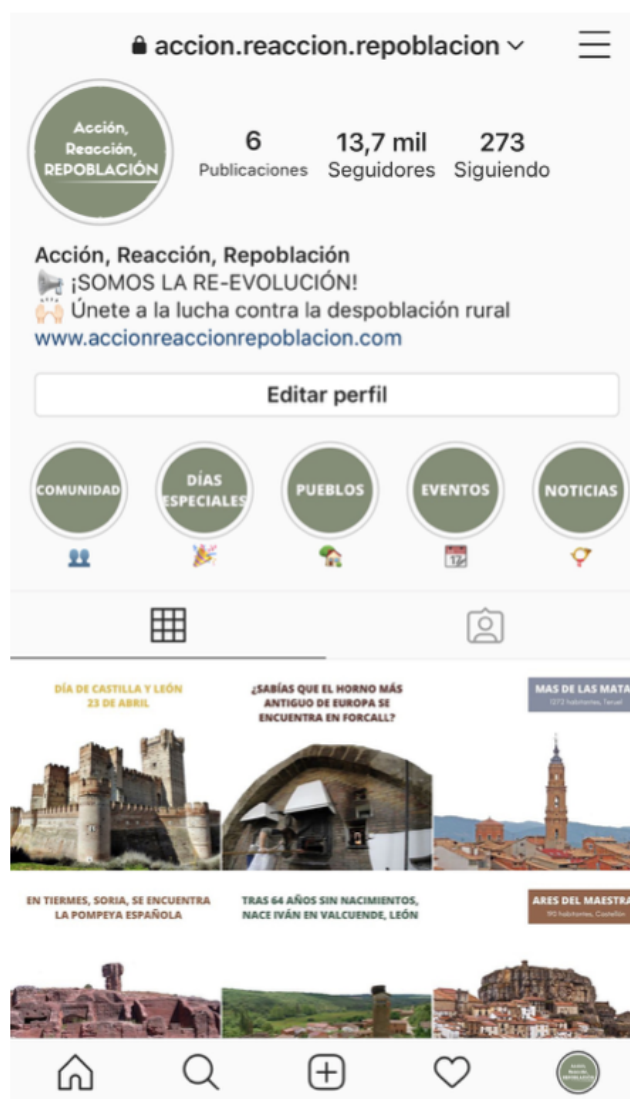 accion.reaccion.repoblacion
Acción,
Reacción,
REPOBLACIÓN
6
Publicaciones
13,7 mil
Seguidores
273
Siguiendo
Acción, Reacción, Repoblación
¡SOMOS LA RE-EVOLUCIÓN!
Únete a la lucha contra la despoblación rural
www.accionreaccionrepoblacion.com
Editar perfil
COMUNIDAD
DÍAS
ESPECIALES
PUEBLOS
EVENTOS
NOTICIAS
DÍA DE CASTILLA Y LEÓN
23 DE ABRIL
¿SABÍAS QUE EL HORNO MÁS
ANTIGUO DE EUROPA SE
ENCUENTRA EN FORCALL?
MAS DE LAS MATA
1272 habitantes, Teruel
EN TIERMES, SORIA, SE ENCUENTRA
LA POMPEYA ESPAÑOLA
TRAS 64 AÑOS SIN NACIMIENTOS,
NACE IVÁN EN VALCUENDE, LEÓN
ARES DEL MAESTRA
190 habitantes, Castellón